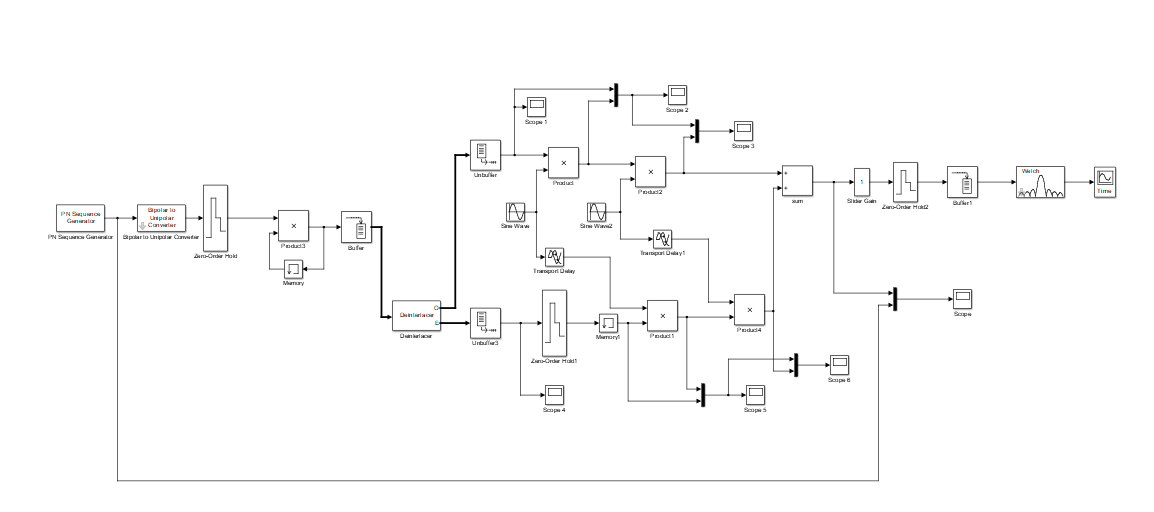 Scope 2
Scope 1
Scope 3
Unbuffer
Product
Product2
sum
1
Slider Gain
Zero-Order Hold2
Buffer1
Welch
Time
PN Sequence
Generator
PN Sequence Generator
Bipolar to
Unipolar
Converter
Bipolar to Unipolar Converter
Zero-Order Hold
Product3
Memory
Buffer
Sine Wave
Sine Wave2
Transport Delay
Transport Delay1
Deinterlacer
O
E
Deinterlacer
Unbuffer3
Zero-Order Hold1
Memory1
Product1
Product4
Scope
Scope 4
Scope 5
Scope 6